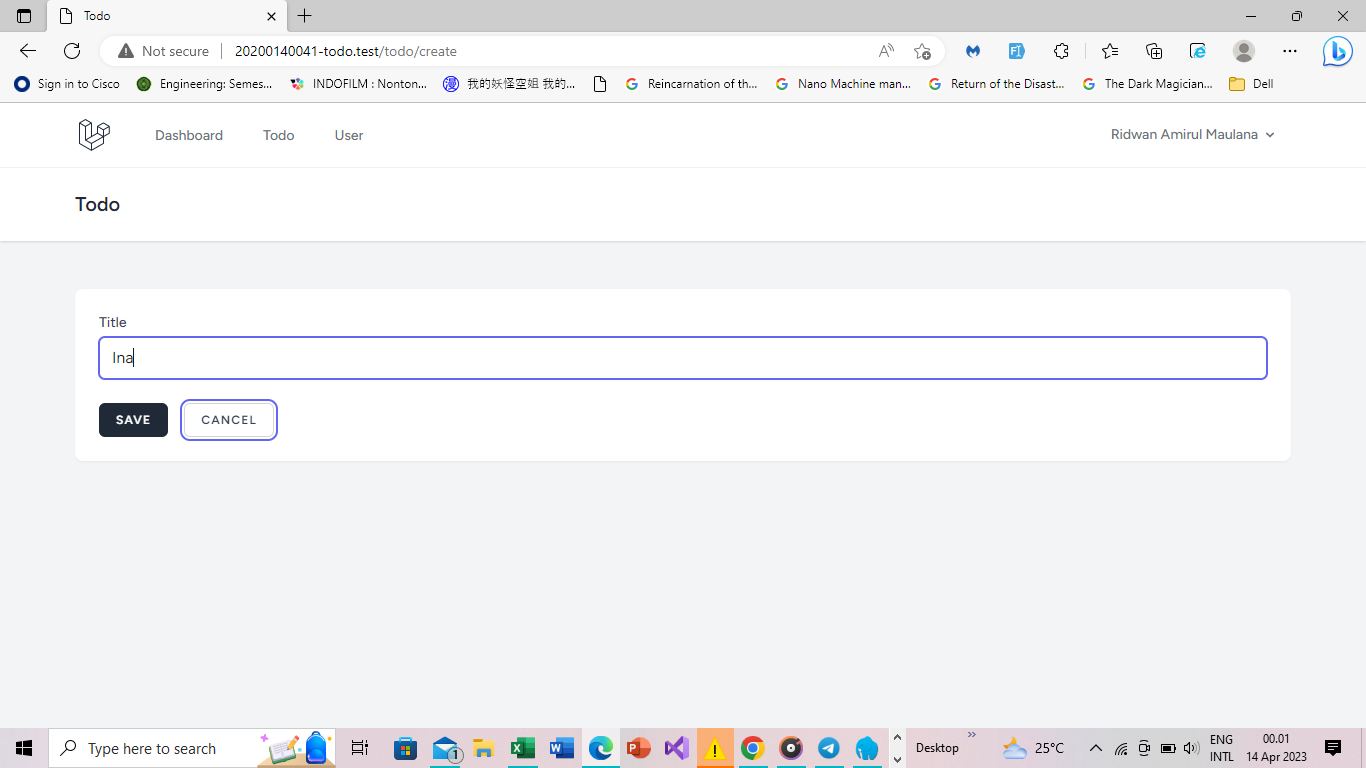 Todo
Not secure
20200140041-todo.test/todo/create
Sign in to Cisco
Engineering: Semes...
INDOFILM : Nonton...
我的妖怪空姐 我的...
Reincarnation of th...
Nano Machine man...
Return of the Disast...
The Dark Magician...
Dell
Dashboard
Todo
User
Ridwan Amirul Maulana
Todo
Title
Ina
SAVE
CANCEL
Type here to search
1
Desktop
25°C
ENG
INTL
00.01
14 Apr 2023